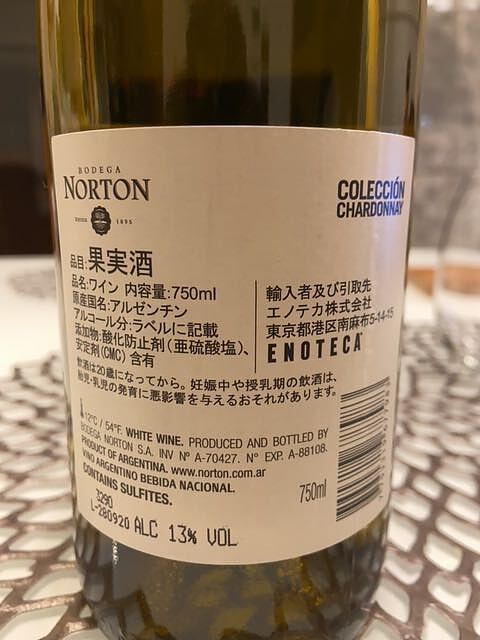 BODEGA
NORTON
DESDE 1895
COLECCIÓN
CHARDONNAY
品目:果実酒
品名:ワイン 内容量:750ml
原産国名:アルゼンチン
アルコール分:ラベルに記載
添加物:酸化防止剤(亜硫酸塩)、
安定剤(CMC)含有
輸入者及び引取先
エノテカ株式会社
東京都港区南麻布5-14-15
ENOTECA
飲酒は20歳になってから。妊娠中や授乳期の飲酒は、
胎児・乳児の発育に悪影響を与えるおそれがあります。
12°C / 54°F. WHITE WINE. PRODUCED AND BOTTLED BY
BODEGA NORTON S.A. INV Nº A-70427. Nº EXP. A-88108.
PRODUCT OF ARGENTINA. www.norton.com.ar
VINO ARGENTINO BEBIDA NACIONAL.
CONTAINS SULFITES.
750ml
3290
L-280920 ALC 13% VOL